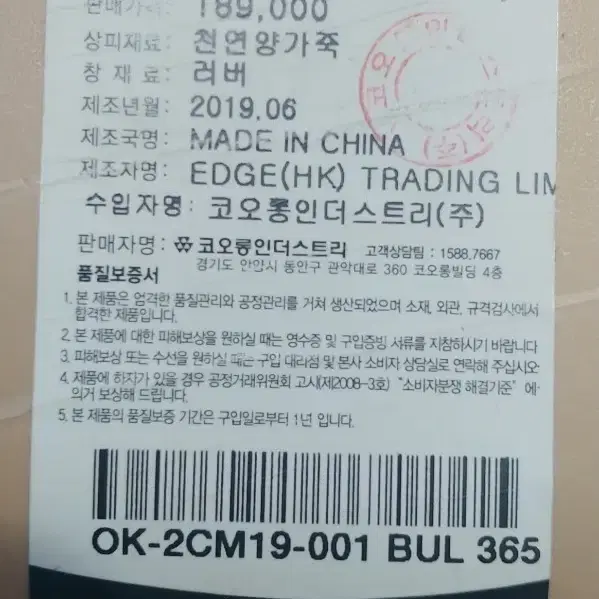 판매가격: 189,000
상피재료: 천연양가죽
창 재 료: 러버
제조년월: 2019.06
제조국명: MADE IN CHINA
제조자명: EDGE(HK) TRADING LIM
수입자명: 코오롱인더스트리(주)
판매자명: 코오롱인더스트리 고객상담팀 : 1588.7667
경기도 안양시 동안구 관악대로 360 코오롱빌딩 4층
품질보증서
1. 본 제품은 엄격한 품질관리와 공정관리를 거쳐 생산되었으며 소재, 외관, 규격검사에서
합격한 제품입니다.
2. 본 제품에 대한 피해보상을 원하실 때는 영수증 및 구입증빙 서류를 지참하시기 바랍니다
3. 피해보상 또는 수선을 원하실 때는 구입 대리점 및 본사 소비자 상담실로 연락해 주십시오
4. 제품에 하자가 있을 경우 공정거래위원회 고시(제2008-3호) "소비자분쟁 해결기준" 에
의거 보상해 드립니다.
5. 본 제품의 품질보증 기간은 구입일로부터 1년 입니다.
OK-2CM19-001 BUL 365